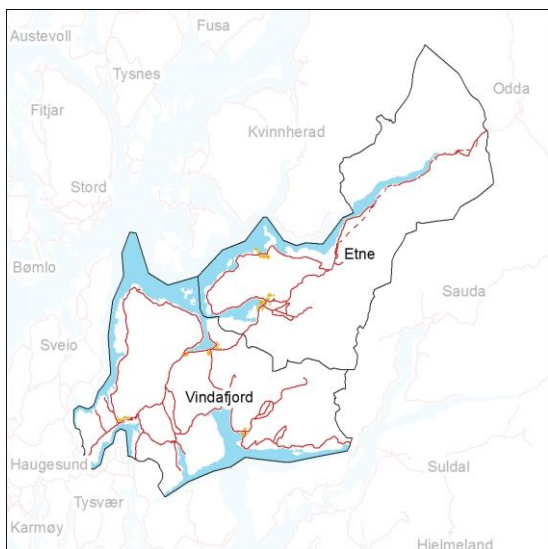 Fusa
Austevoll
Tysnes
Odda
Fitjar
Kvinnherad
Stord
Etne
Bømlo
Sauda
Sveio
Vindafjord
Haugesund
Suldal
Tysvær
Karmøy
Hjelmeland